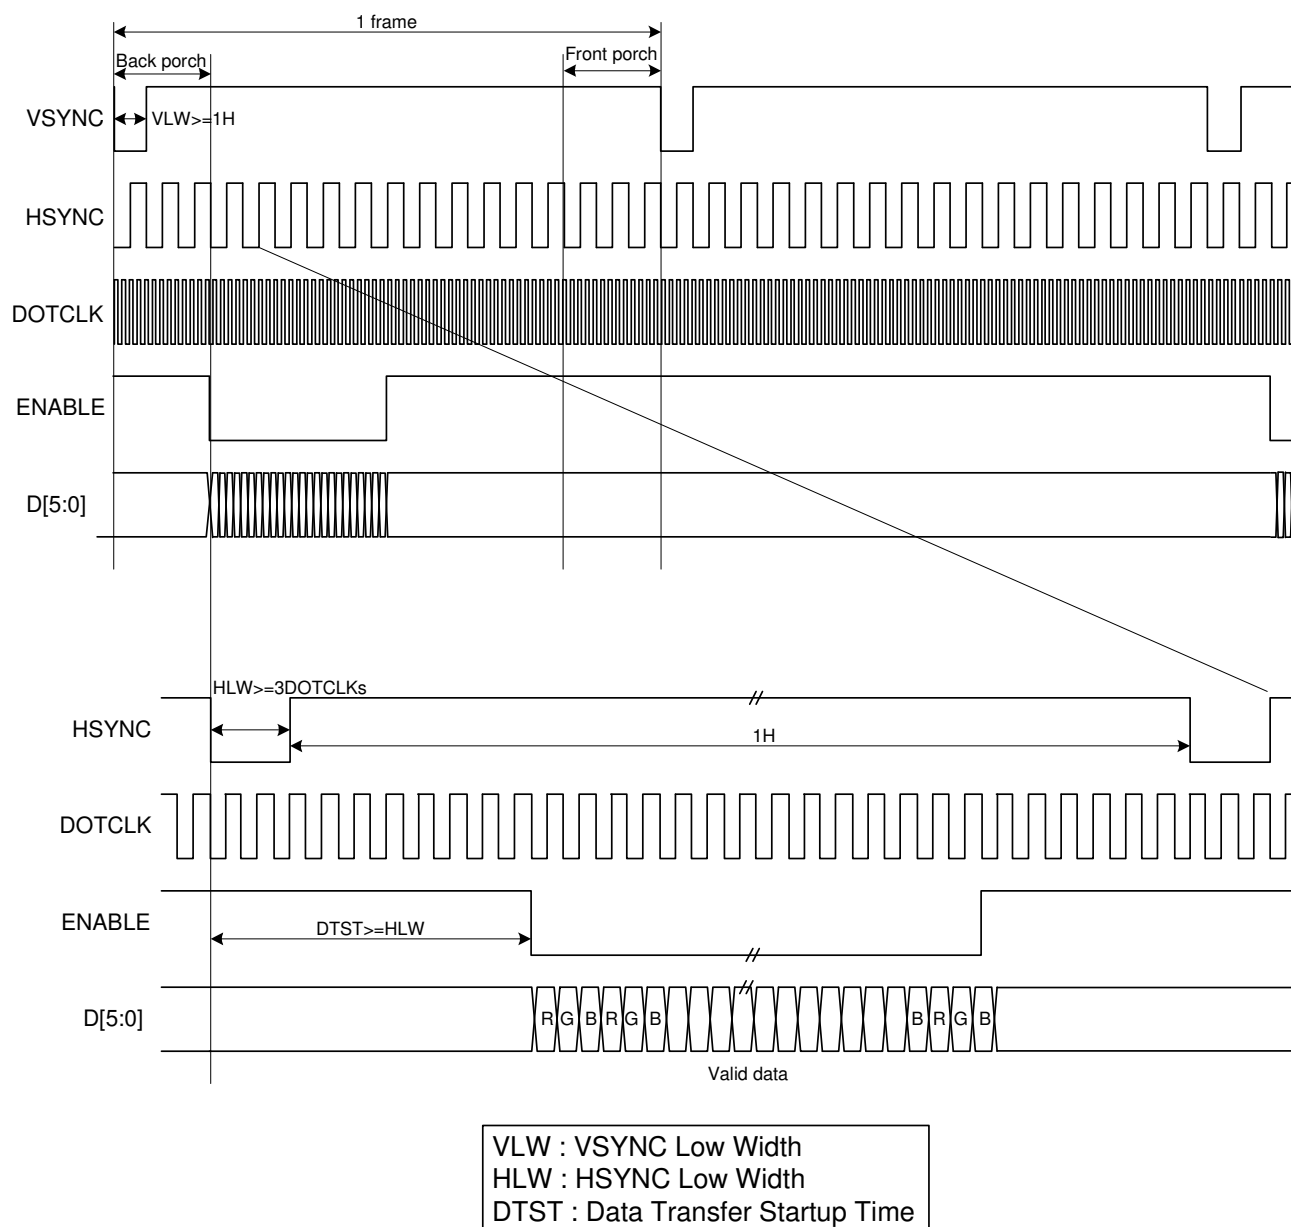 1 frame
Back porch
Front porch
VSYNC
VLW>=1H
HSYNC
DOTCLK
ENABLE
D[5:0]
HLW>=3DOTCLKs
HSYNC
1H
DOTCLK
ENABLE
DTST>=HLW
D[5:0]
R G B R G B B R G B
Valid data
VLW : VSYNC Low Width
HLW : HSYNC Low Width
DTST : Data Transfer Startup Time